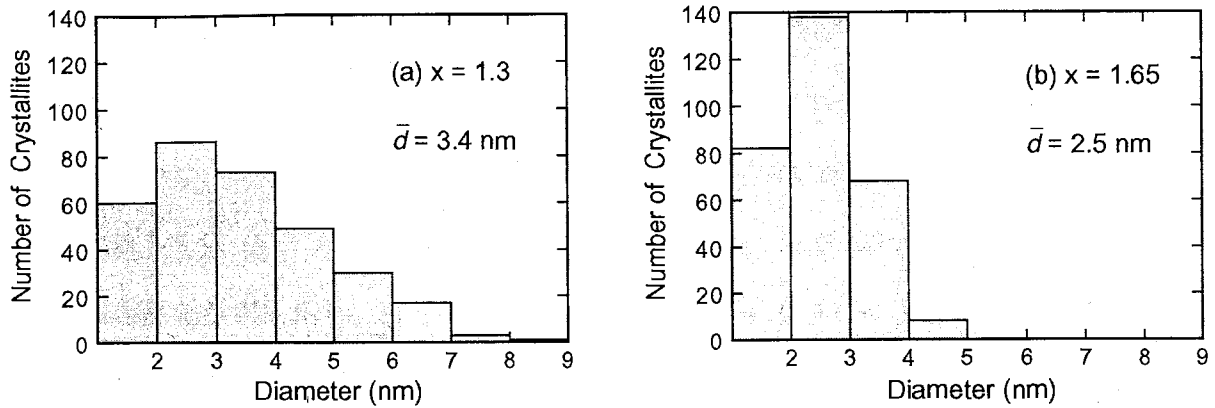 140
120
100
80
60
40
20
0
Number of Crystallites
(a) x = 1.3
d̄ = 3.4 nm
2 3 4 5 6 7 8 9
Diameter (nm)
140
120
100
80
60
40
20
0
Number of Crystallites
(b) x = 1.65
d̄ = 2.5 nm
2 3 4 5 6 7 8 9
Diameter (nm)